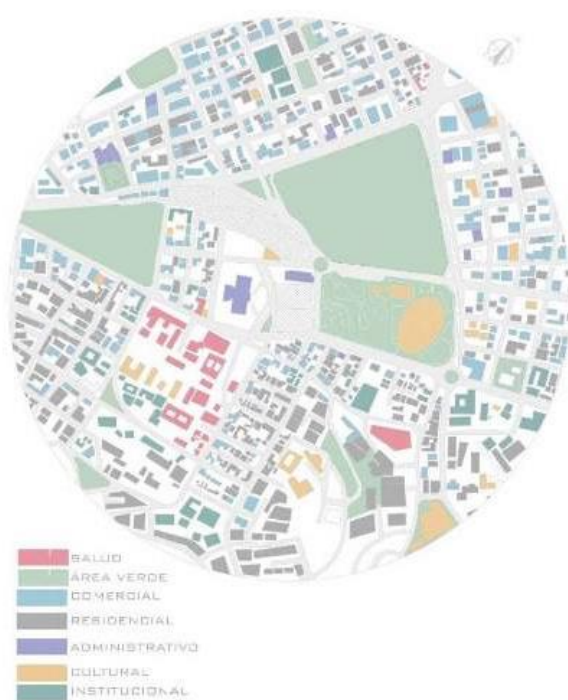 SALUD
ÁREA VERDE
COMERCIAL
RESIDENCIAL
ADMINISTRATIVO
CULTURAL
INSTITUCIONAL